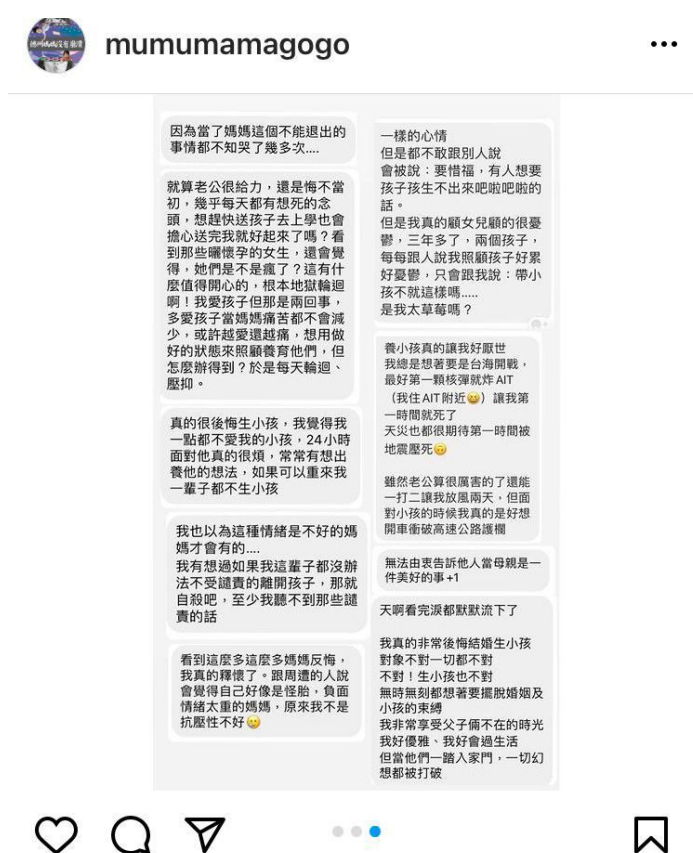 mumumamagogo
因為當了媽媽這個不能退出的
事情都不知哭了幾多次....
就算老公很給力，還是悔不當
初，幾乎每天都有想死的念
頭，想趕快送孩子去上學也會
擔心送完我就好起來了嗎？看
到那些曬懷孕的女生，還會覺
得，她們是不是瘋了？這有什
麼值得開心的，根本地獄輪迴
啊！我愛孩子但那是兩回事，
多愛孩子當媽媽痛苦都不會減
少，或許越愛還越痛，想用做
好的狀態來照顧養育他們，但
怎麼辦得到？於是每天輪迴、
壓抑。
真的很後悔生小孩，我覺得我
一點都不愛我的小孩，24小時
面對他真的很煩，常常有想出
養他的想法，如果可以重來我
一輩子都不生小孩
我也以為這種情緒是不好的媽
媽才會有的....
我有想過如果我這輩子都沒辦
法不受譴責的離開孩子，那就
自殺吧，至少我聽不到那些譴
責的話
看到這麼多這麼多媽媽反悔，
我真的釋懷了。跟周遭的人說
會覺得自己好像是怪胎，負面
情緒太重的媽媽，原來我不是
抗壓性不好🥲
一樣的心情
但是都不敢跟別人說
會被說：要惜福，有人想要
孩子孩生不出來吧啦吧啦的
話。
但是我真的顧女兒顧的很憂
鬱，三年多了，兩個孩子，
每每跟人說我照顧孩子好累
好憂鬱，只會跟我說：帶小
孩不就這樣嗎.....
是我太草莓嗎？
養小孩真的讓我好厭世
我總是想著要是台海開戰，
最好第一顆核彈就炸 AIT
（我住 AIT 附近😆）讓我第
一時間就死了
天災也都很期待第一時間被
地震壓死🙃
雖然老公算很厲害的了還能
一打二讓我放風兩天，但面
對小孩的時候我真的是好想
開車衝破高速公路護欄
無法由衷告訴他人當母親是一
件美好的事+1
天啊看完淚都默默流下了
我真的非常後悔結婚生小孩
對象不對一切都不對
不對！生小孩也不對
無時無刻都想著要擺脫婚姻及
小孩的束縛
我非常享受父子倆不在的時光
我好優雅、我好會過生活
但當他們一踏入家門，一切幻
想都被打破